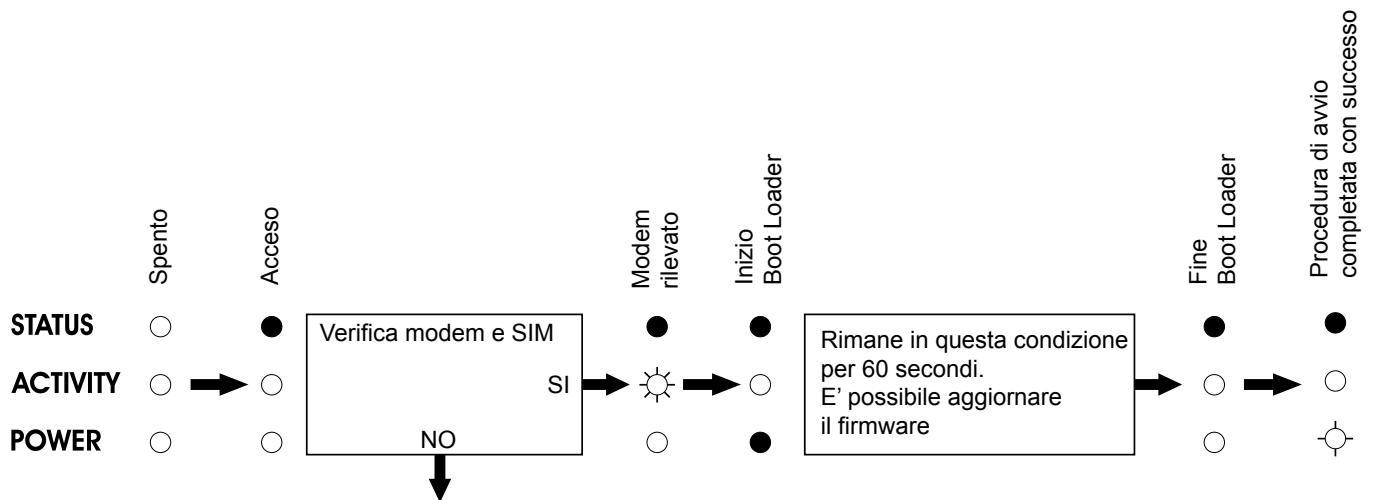 Spento
Acceso
Modem
rilevato
Inizio
Boot Loader
Fine
Boot Loader
Procedura di avvio
completata con successo
STATUS
ACTIVITY
POWER
Verifica modem e SIM
SI
NO
Rimane in questa condizione
per 60 secondi.
E' possibile aggiornare
il firmware